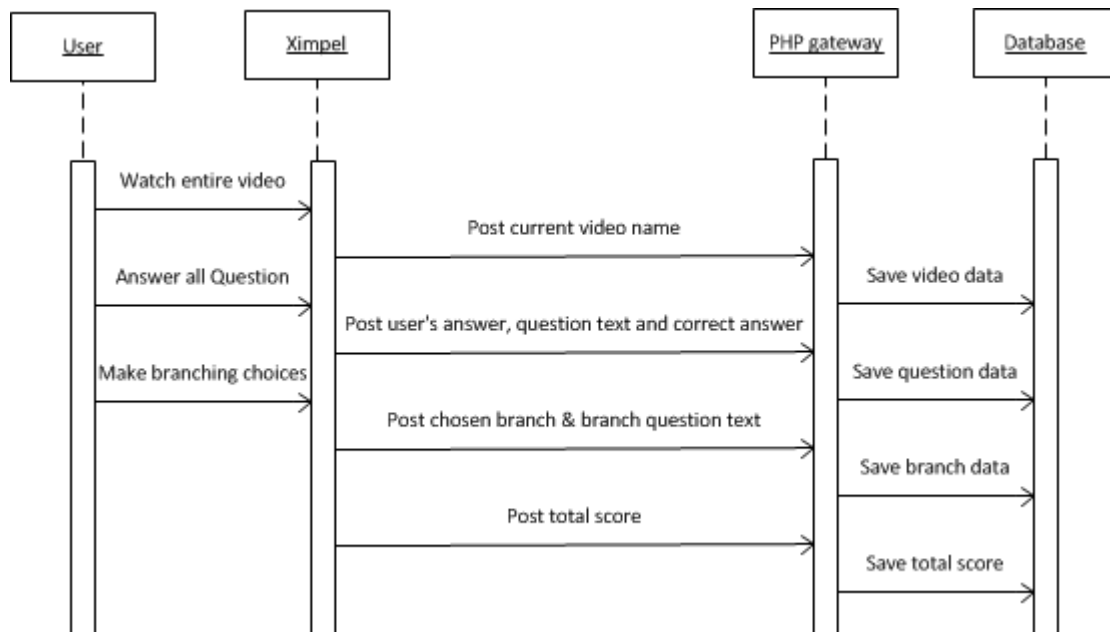 User
Ximpel
PHP gateway
Database
Watch entire video
Post current video name
Answer all Question
Save video data
Post user's answer, question text and correct answer
Make branching choices
Save question data
Post chosen branch & branch question text
Save branch data
Post total score
Save total score